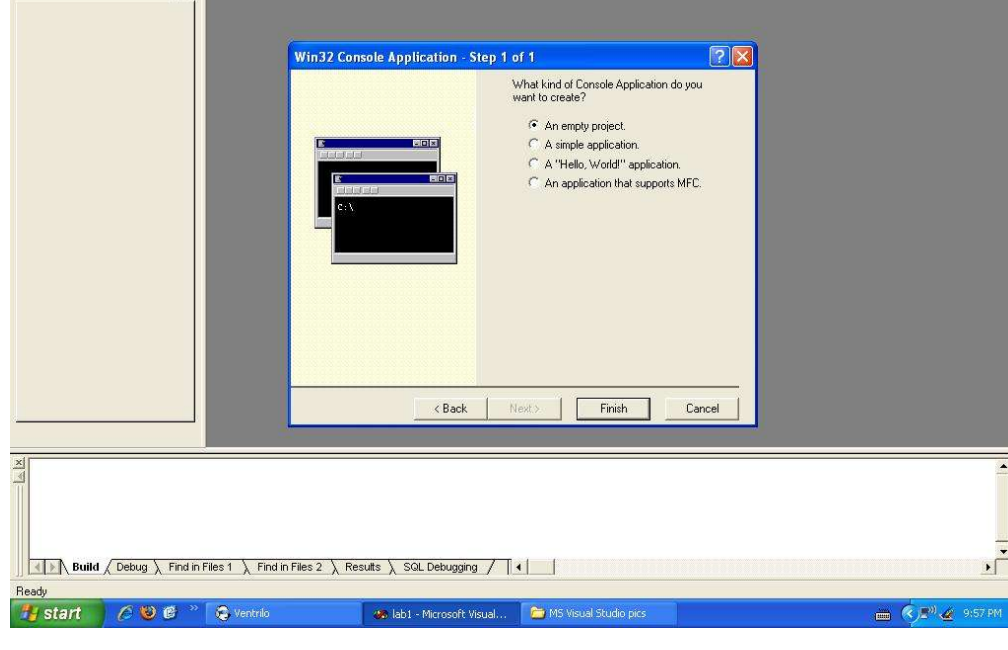 Win32 Console Application - Step 1 of 1
What kind of Console Application do you
want to create?
An empty project.
A simple application.
A "Hello, World!" application.
An application that supports MFC.
C:\
< Back Next > Finish Cancel
Build Debug Find in Files 1 Find in Files 2 Results SQL Debugging
Ready
start Ventrilo lab1 - Microsoft Visual... MS Visual Studio pics 9:57 PM